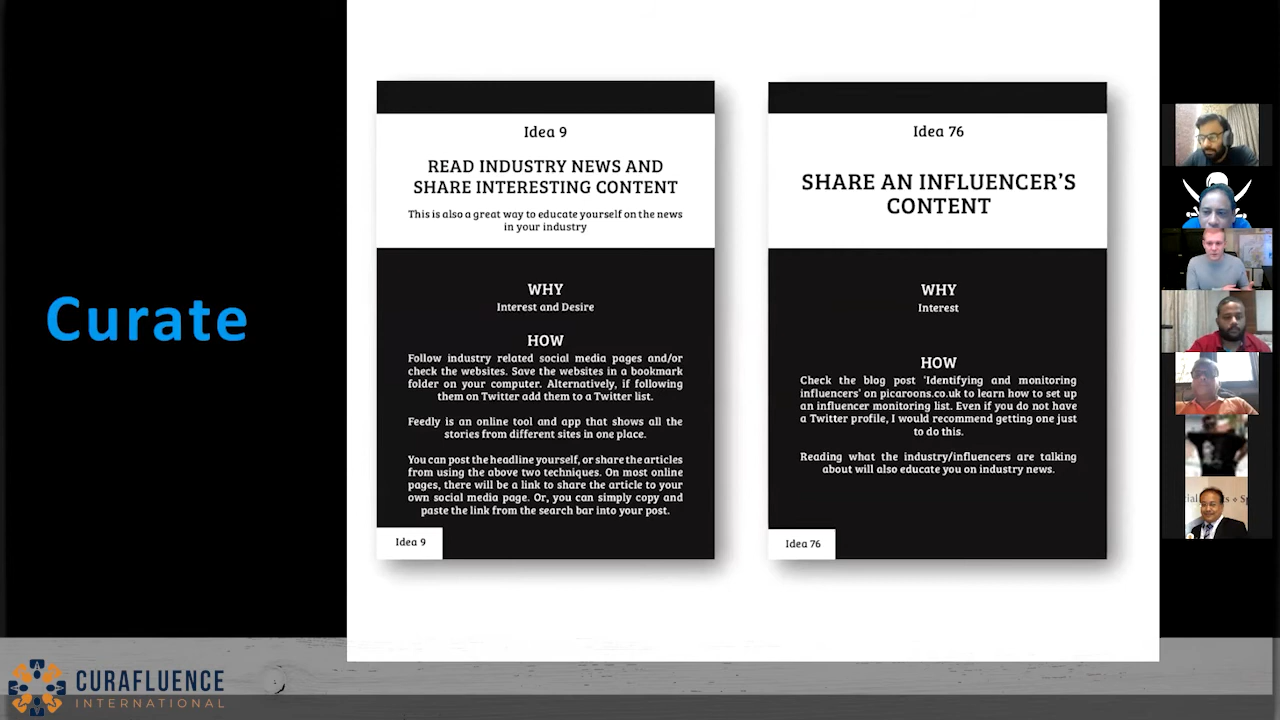 Curate
Idea 9
READ INDUSTRY NEWS AND
SHARE INTERESTING CONTENT
This is also a great way to educate yourself on the news
in your industry
WHY
Interest and Desire
HOW
Follow industry related social media pages and/or
check the websites. Save the websites in a bookmark
folder on your computer. Alternatively, if following
them on Twitter add them to a Twitter list.
Feedly is an online tool and app that shows all the
stories from different sites in one place.
You can post the headline yourself, or share the articles
from using the above two techniques. On most online
pages, there will be a link to share the article to your
own social media page. Or, you can simply copy and
paste the link from the search bar into your post.
Idea 9
Idea 76
SHARE AN INFLUENCER'S
CONTENT
WHY
Interest
HOW
Check the blog post 'Identifying and monitoring
influencers' on picaroons.co.uk to learn how to set up
an influencer monitoring list. Even if you do not have
a Twitter profile, I would recommend getting one just
to do this.
Reading what the industry/influencers are talking
about will also educate you on industry news.
Idea 76
CURAFLUENCE
INTERNATIONAL